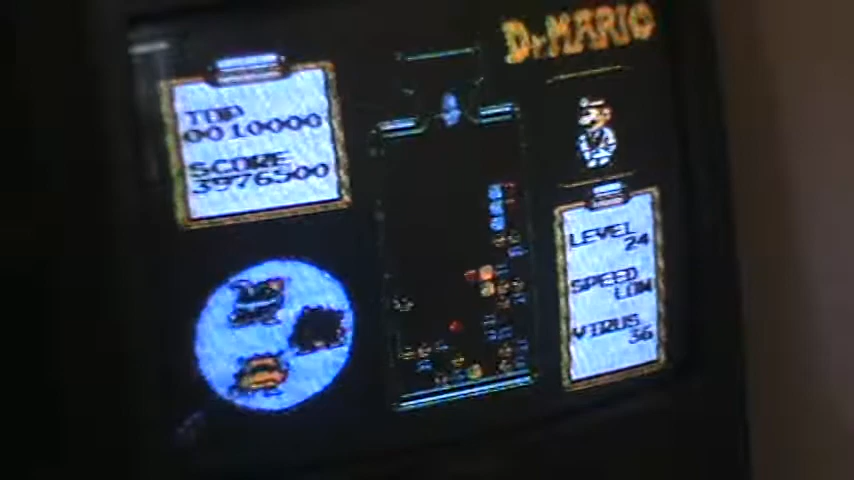 Dr. MARIO
TOP
0010000
SCORE
3976500
LEVEL
24
SPEED
LOW
VIRUS
36